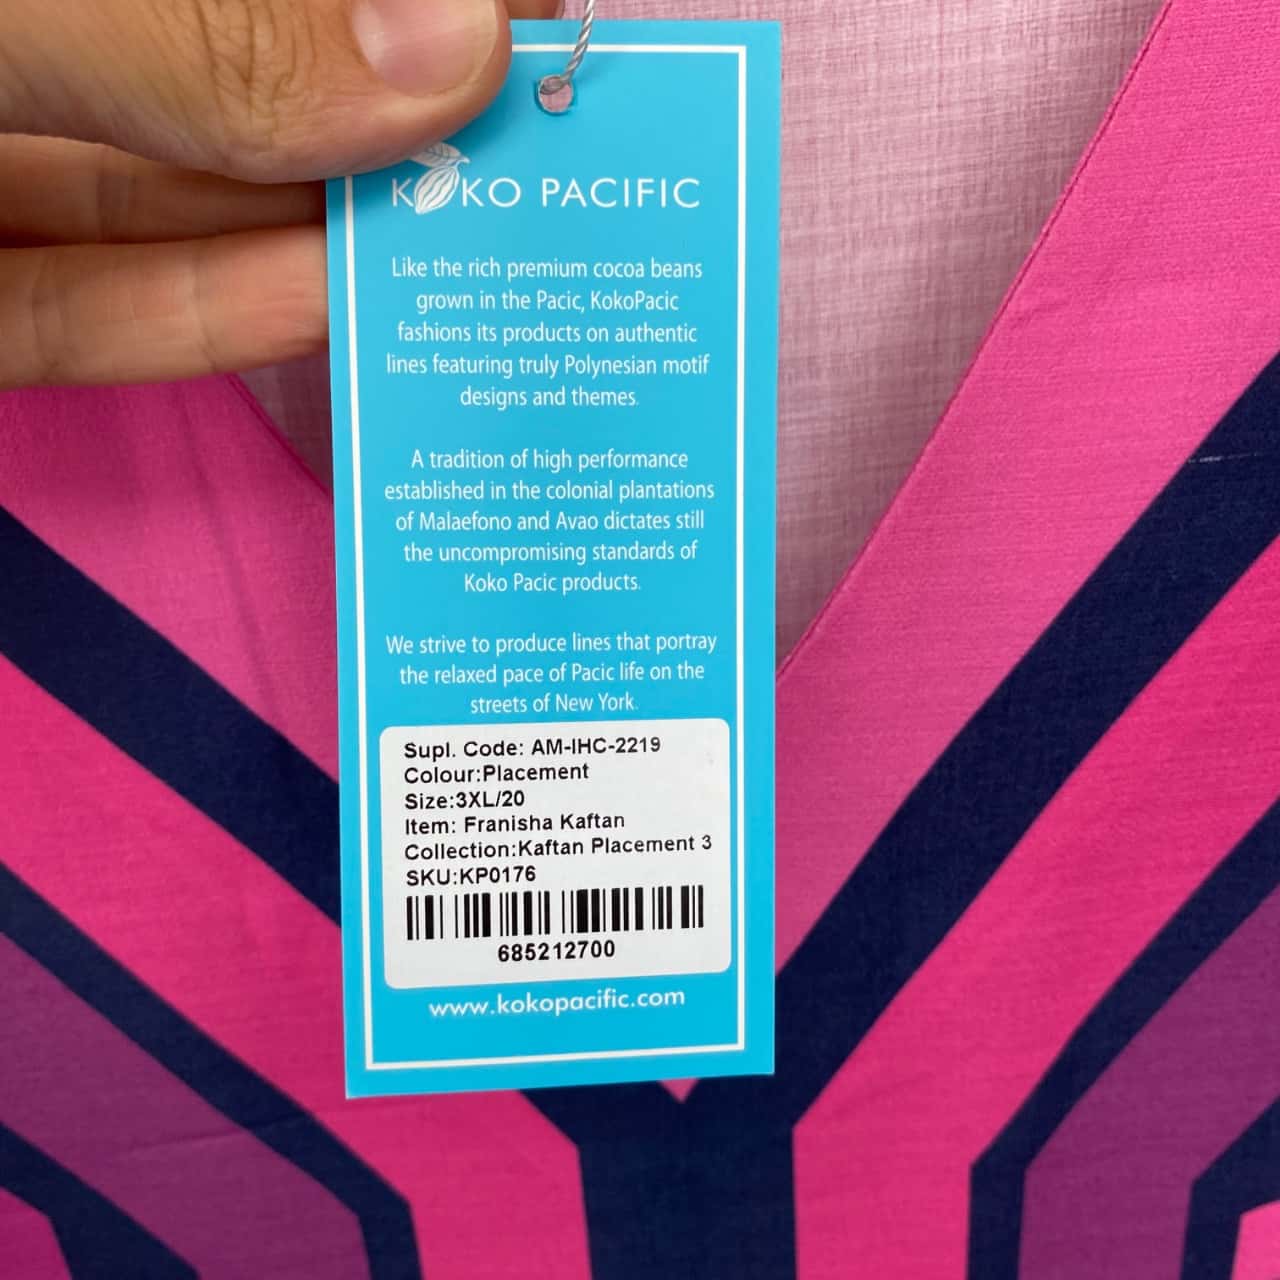 KOKO PACIFIC
Like the rich premium cocoa beans
grown in the Pacic, KokoPacic
fashions its products on authentic
lines featuring truly Polynesian motif
designs and themes.
A tradition of high performance
established in the colonial plantations
of Malaefono and Avao dictates still
the uncompromising standards of
Koko Pacic products.
We strive to produce lines that portray
the relaxed pace of Pacic life on the
streets of New York.
Supl. Code: AM-IHC-2219
Colour:Placement
Size:3XL/20
Item: Franisha Kaftan
Collection:Kaftan Placement 3
SKU:KP0176
685212700
www.kokopacific.com